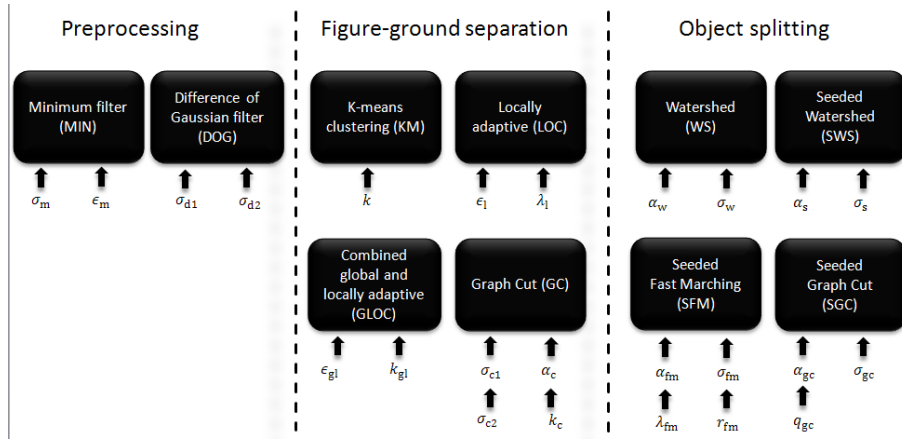 Preprocessing
Figure-ground separation
Object splitting
Minimum filter
(MIN)
Difference of
Gaussian filter
(DOG)
K-means
clustering (KM)
Locally
adaptive (LOC)
Watershed
(WS)
Seeded
Watershed
(SWS)
σm
ϵm
σd1
σd2
k
ϵl
λl
αw
σw
αs
σs
Combined
global and
locally adaptive
(GLOC)
Graph Cut (GC)
Seeded
Fast Marching
(SFM)
Seeded
Graph Cut
(SGC)
ϵgl
kgl
σc1
αc
αfm
σfm
αgc
σgc
σc2
kc
λfm
rfm
qgc